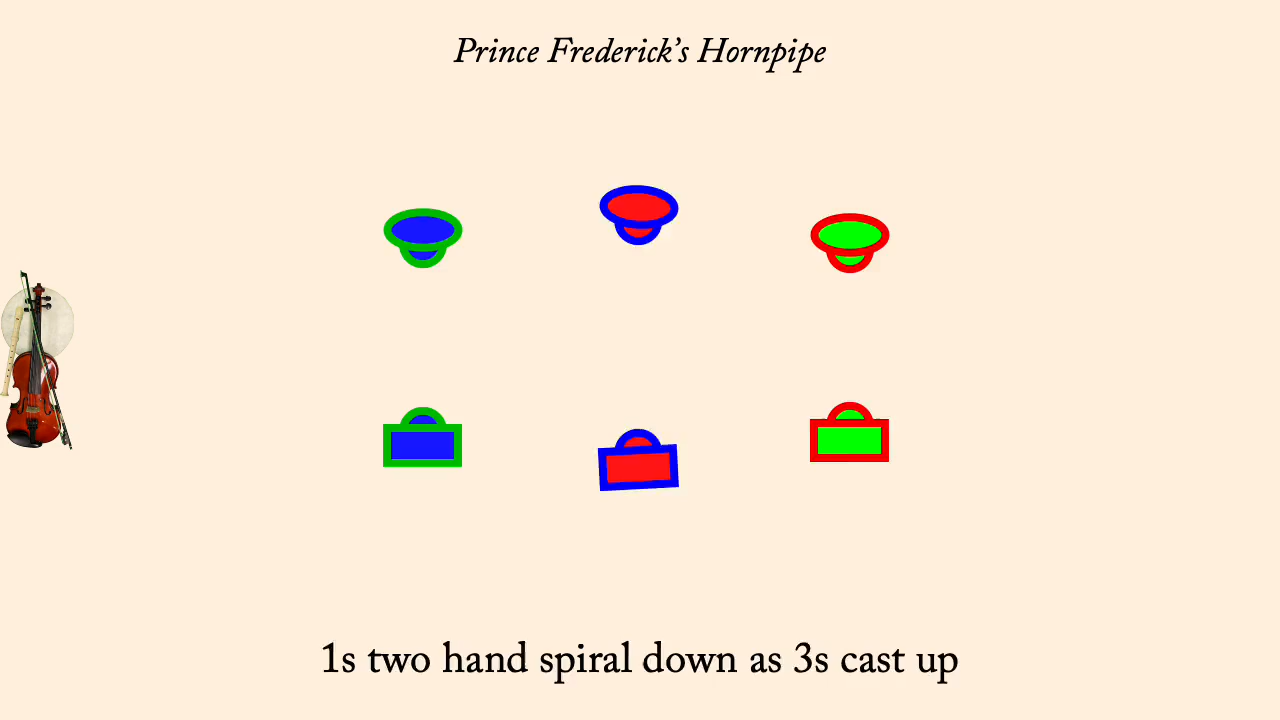 Prince Frederick’s Hornpipe
1s two hand spiral down as 3s cast up